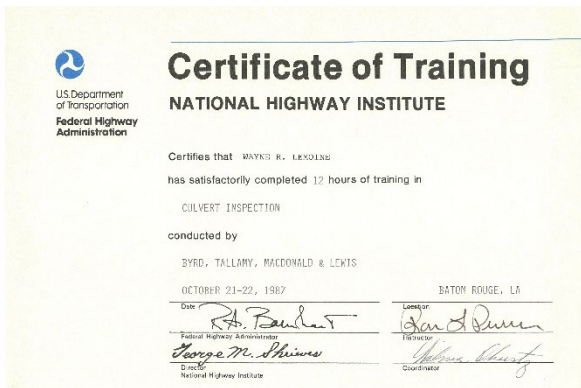 U.S. Department
of Transportation
Federal Highway
Administration
Certificate of Training
NATIONAL HIGHWAY INSTITUTE
Certifies that WAYNE R. LEMOINE
has satisfactorily completed 12 hours of training in
CULVERT INSPECTION
conducted by
BYRD, TALLAMY, MACDONALD & LEWIS
OCTOBER 21-22, 1987
BATON ROUGE, LA
Date
Location
Federal Highway Administrator
Instructor
George M. Shrieves
Director
National Highway Institute
Coordinator